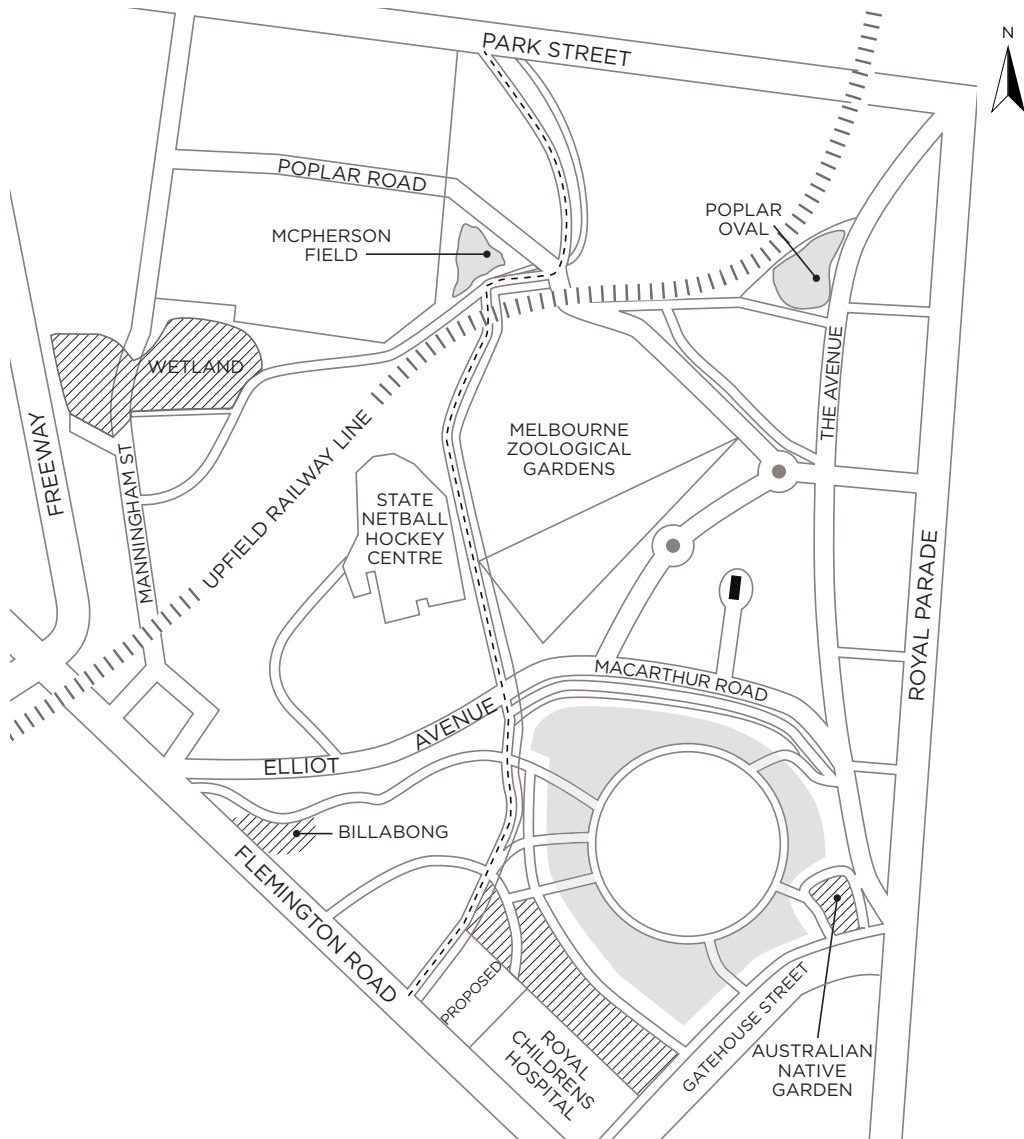 N
PARK STREET
POPLAR ROAD
POPLAR
OVAL
MCPHERSON
FIELD
WETLAND
THE AVENUE
FREEWAY
MELBOURNE
ZOOLOGICAL
GARDENS
MANNINGHAM ST
UPFIELD RAILWAY LINE
STATE
NETBALL
HOCKEY
CENTRE
ROYAL PARADE
MACARTHUR ROAD
ELLIOT AVENUE
BILLABONG
FLEMINGTON ROAD
PROPOSED
ROYAL
CHILDRENS
HOSPITAL
GATEHOUSE STREET
AUSTRALIAN
NATIVE
GARDEN